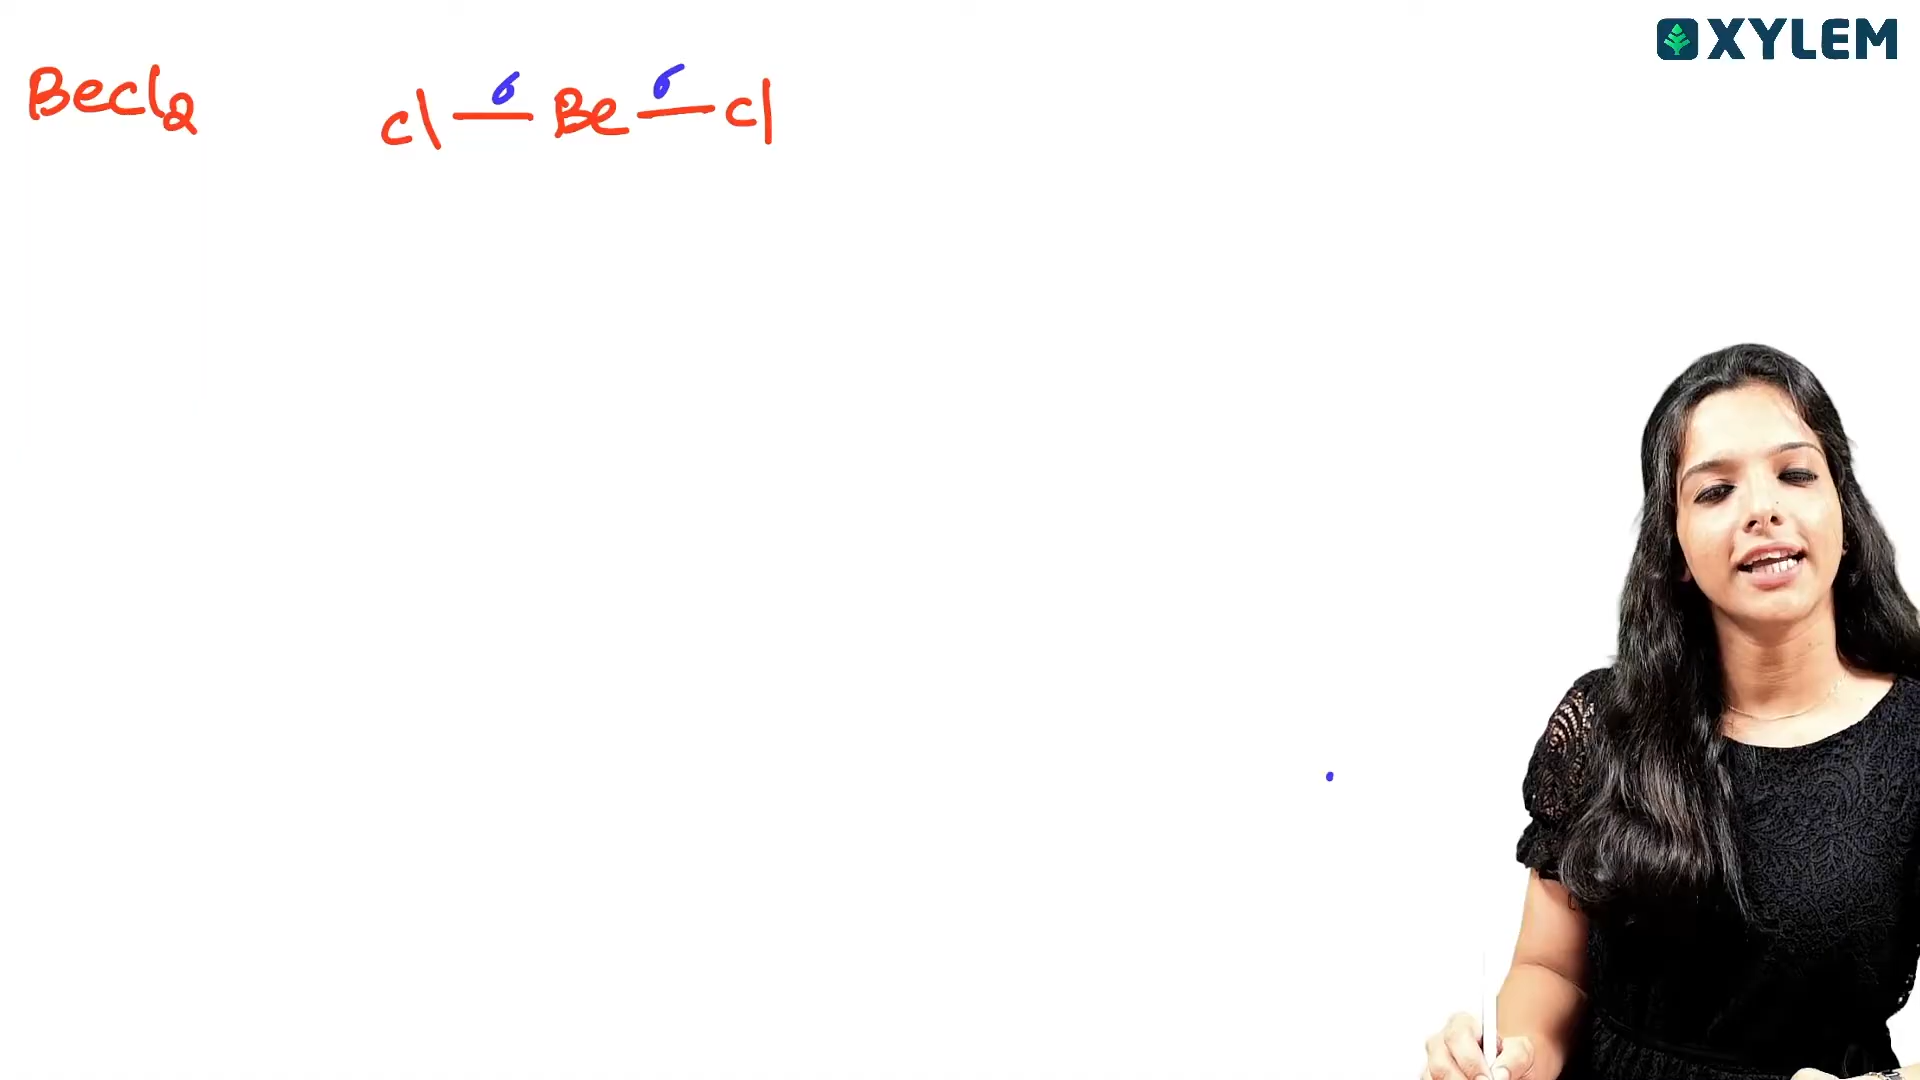 XYLEM
Becl2 cl — Be — cl
σ σ